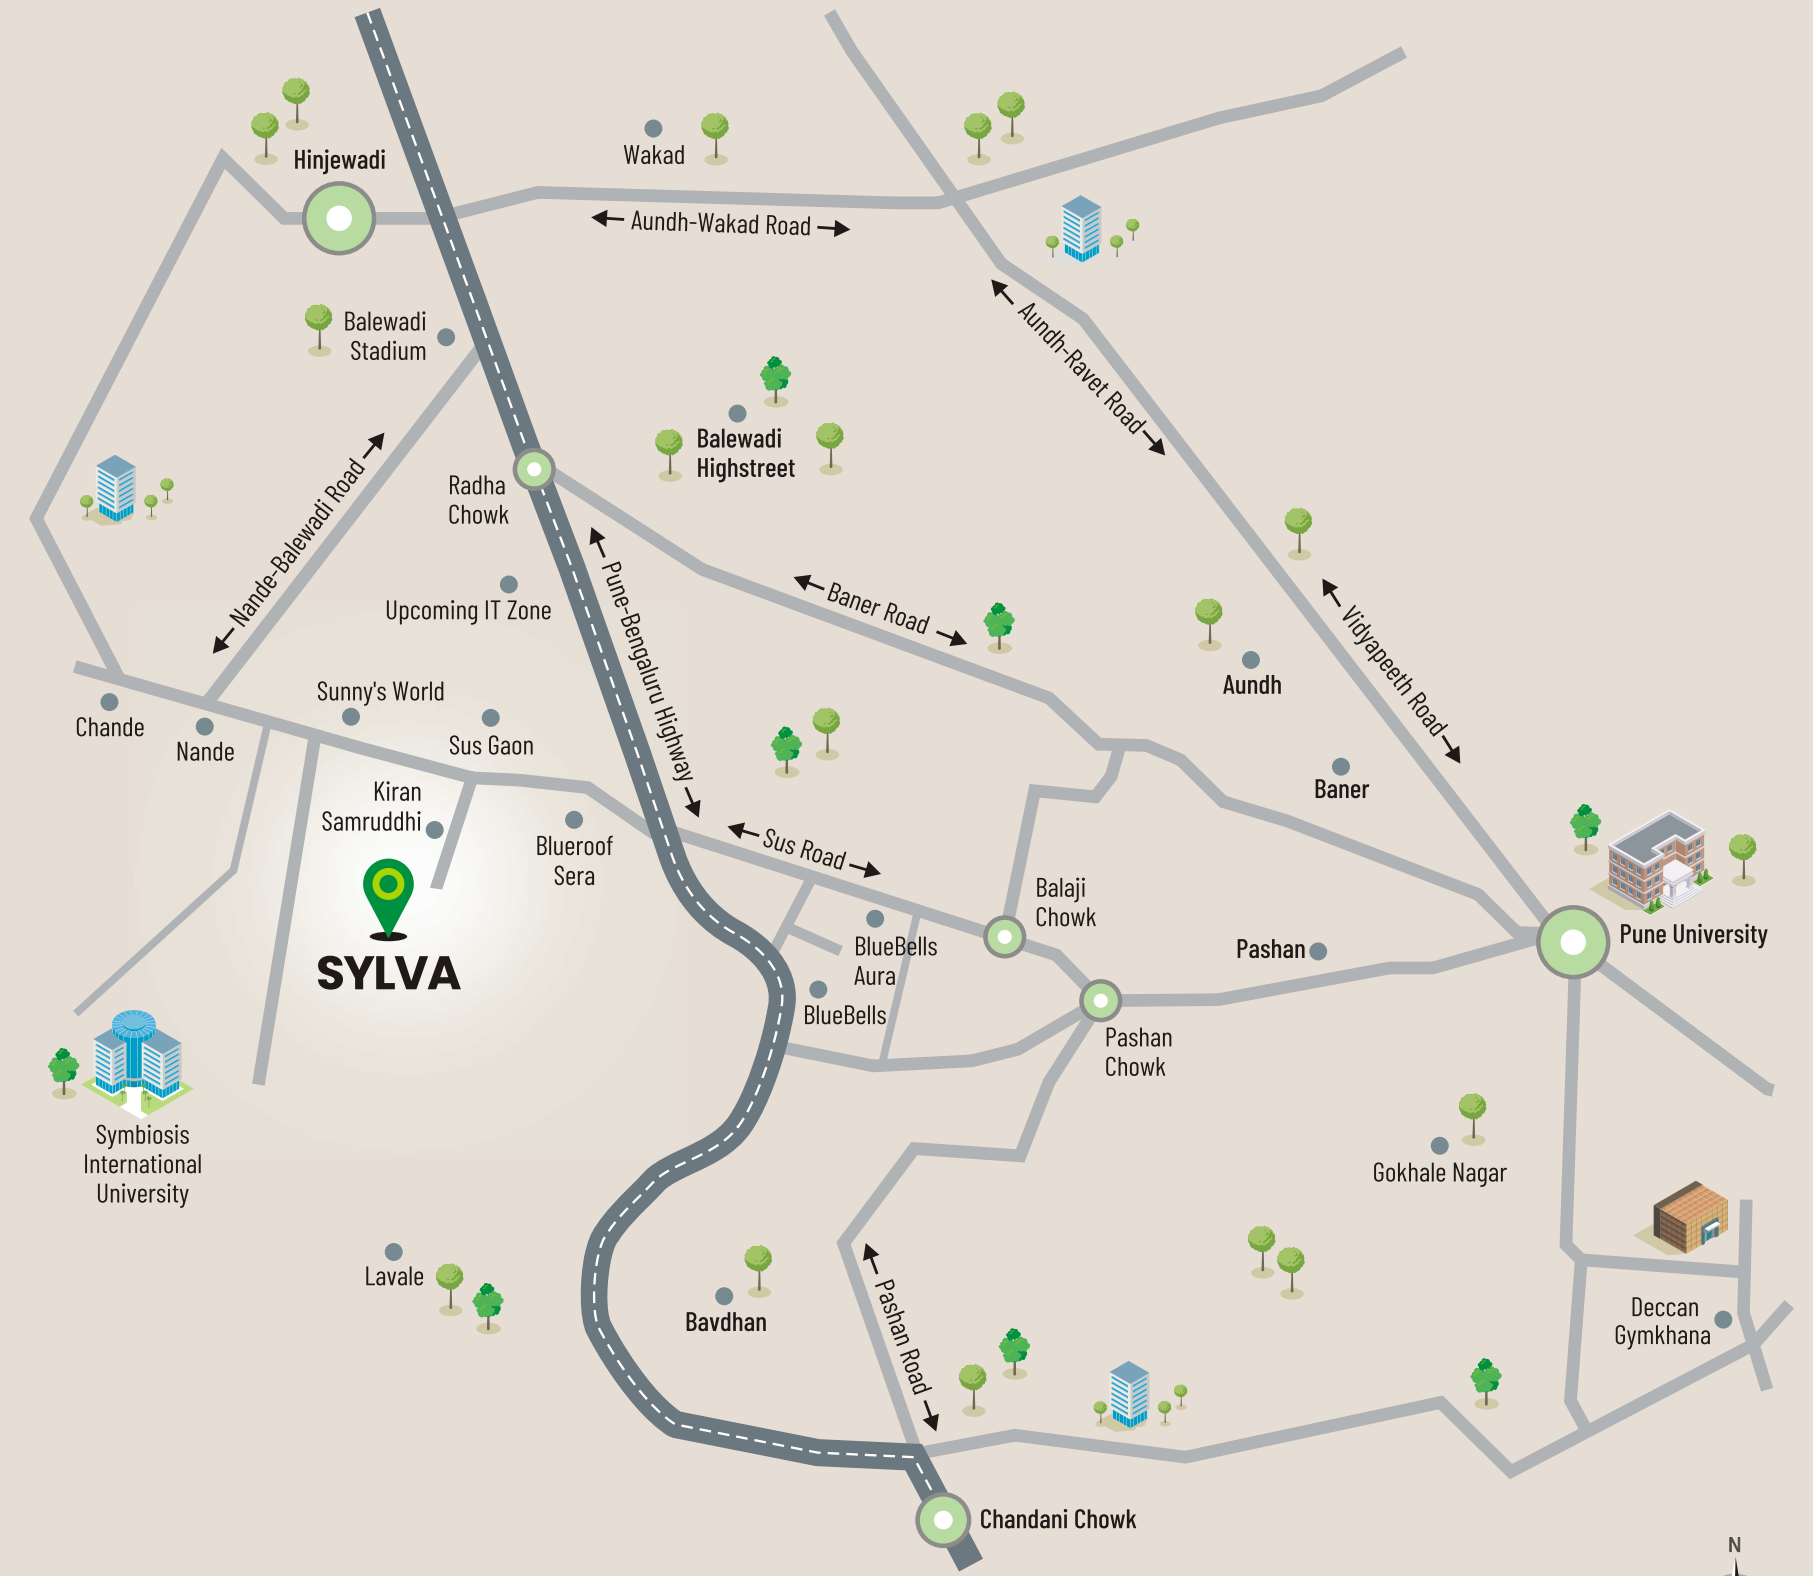 Hinjewadi
Wakad
Aundh-Wakad Road
Balewadi
Stadium
Aundh-Ravet Road
Balewadi
Highstreet
Radha
Chowk
Nande-Balewadi Road
Upcoming IT Zone
Pune-Bengaluru Highway
Baner Road
Vidyapeeth Road
Aundh
Chande
Nande
Sunny's World
Sus Gaon
Baner
Kiran
Samruddhi
Blueroof
Sera
Sus Road
Balaji
Chowk
BlueBells
Aura
Pashan
Pune University
SYLVA
BlueBells
Pashan
Chowk
Symbiosis
International
University
Gokhale Nagar
Lavale
Bavdhan
Pashan Road
Deccan
Gymkhana
Chandani Chowk
N